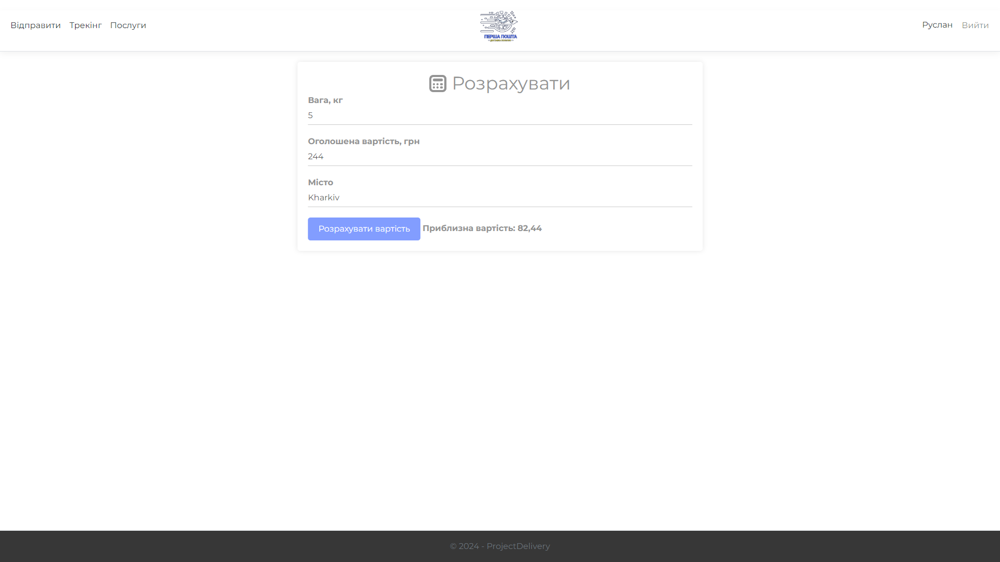 Відправити Трекінг Послуги
ПЕРША ПОШТА
Руслан Вийти
Розрахувати
Вага, кг
5
Оголошена вартість, грн
244
Місто
Kharkiv
Розрахувати вартість Приблизна вартість: 82,44
© 2024 - ProjectDelivery